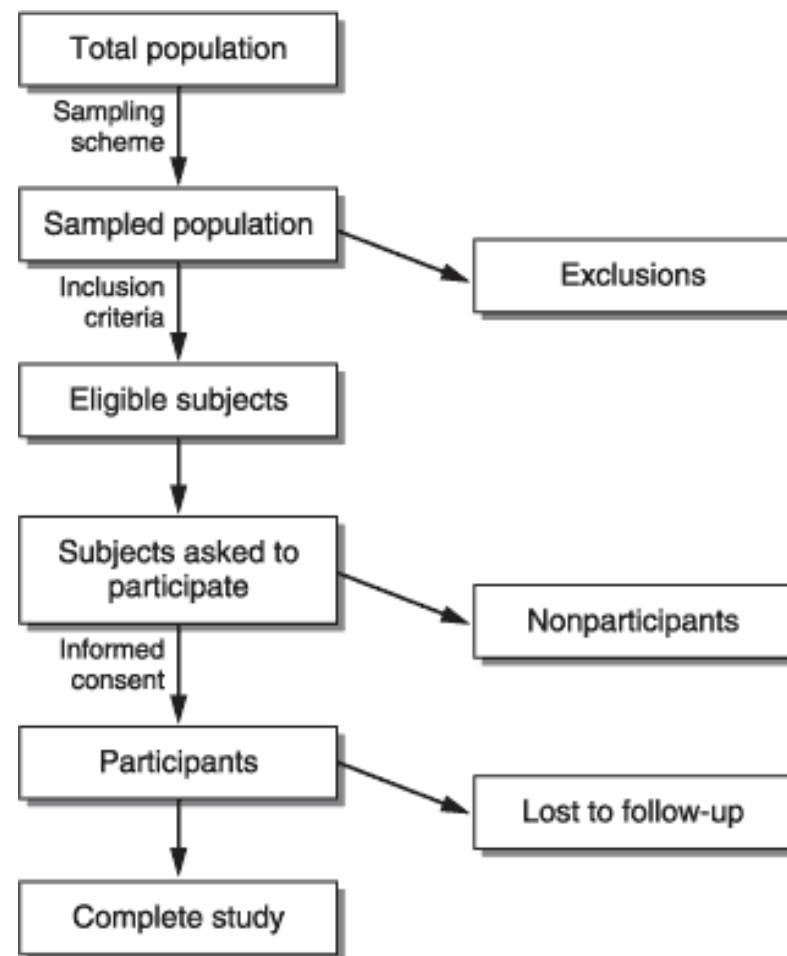 Total population
Sampling
scheme
Sampled population
Exclusions
Inclusion
criteria
Eligible subjects
Subjects asked to
participate
Nonparticipants
Informed
consent
Participants
Lost to follow-up
Complete study